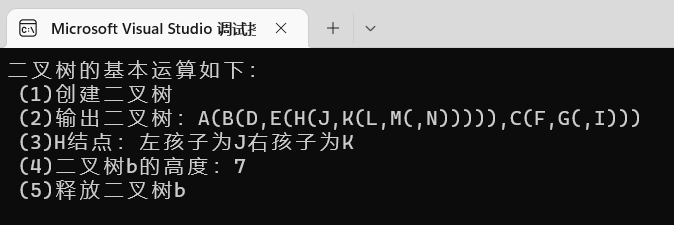 Microsoft Visual Studio 调试
二叉树的基本运算如下：
(1)创建二叉树
(2)输出二叉树：A(B(D,E(H(J,K(L,M(,N))))),C(F,G(,I)))
(3)H结点：左孩子为J右孩子为K
(4)二叉树b的高度：7
(5)释放二叉树b